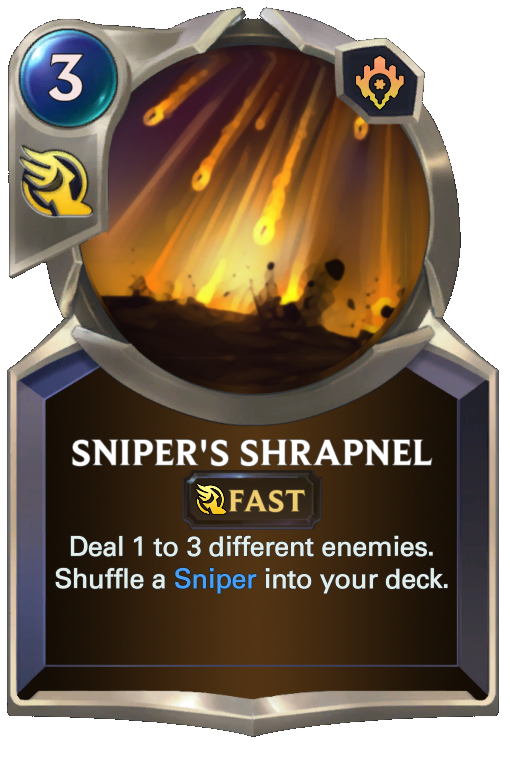 3
SNIPER'S SHRAPNEL
FAST
Deal 1 to 3 different enemies.
Shuffle a Sniper into your deck.